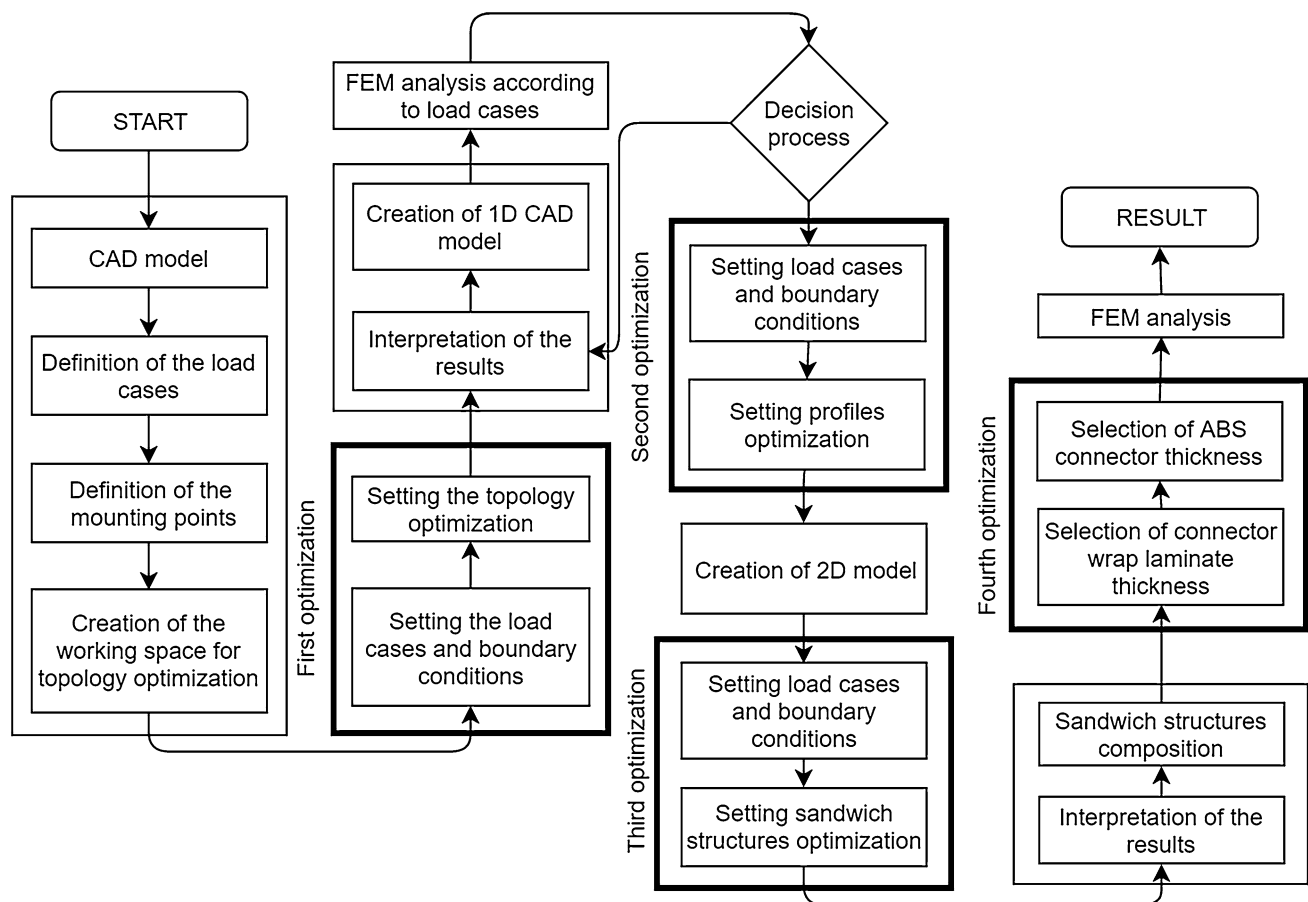 START
CAD model
Definition of the load
cases
Definition of the
mounting points
Creation of the
working space for
topology optimization
First optimization
Setting the load
cases and boundary
conditions
Setting the topology
optimization
Interpretation of the
results
Creation of 1D CAD
model
FEM analysis according
to load cases
Decision
process
Second optimization
Setting load cases
and boundary
conditions
Setting profiles
optimization
Creation of 2D model
Third optimization
Setting load cases
and boundary
conditions
Setting sandwich
structures optimization
Interpretation of the
results
Sandwich structures
composition
Fourth optimization
Selection of connector
wrap laminate
thickness
Selection of ABS
connector thickness
FEM analysis
RESULT